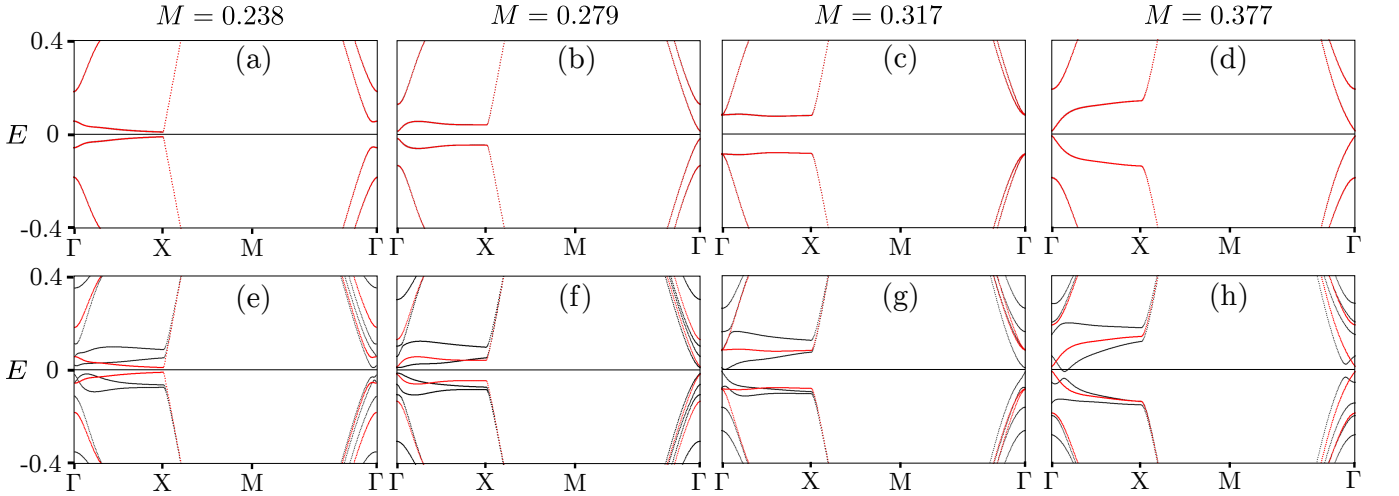 M = 0.238 M = 0.279 M = 0.317 M = 0.377
0.4 (a) (b) (c) (d)
E 0
-0.4
Γ X M Γ Γ X M Γ Γ X M Γ Γ X M Γ
0.4 (e) (f) (g) (h)
E 0
-0.4
Γ X M Γ Γ X M Γ Γ X M Γ Γ X M Γ